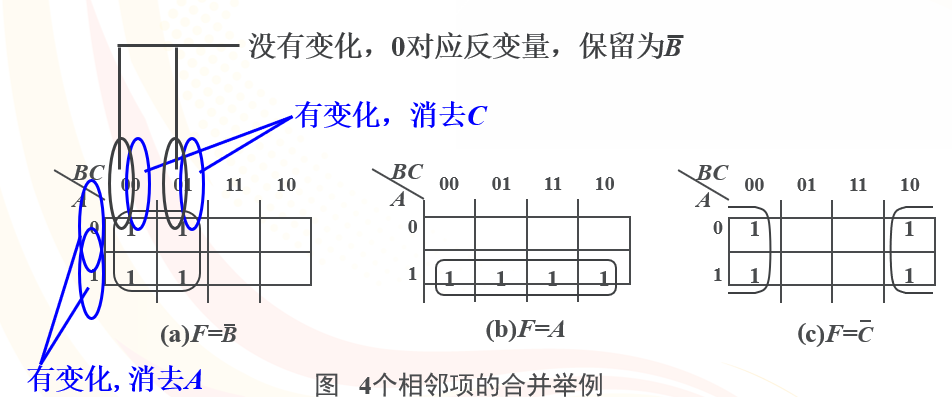 没有变化，0对应反变量，保留为B̅
有变化，消去C
BC
A
00 01 11 10
0 1 1
1 1 1
(a)F=B̅
BC
A
00 01 11 10
0
1 1 1 1 1
(b)F=A
BC
A
00 01 11 10
0 1 1
1 1 1
(c)F=C̅
有变化,消去A
图 4个相邻项的合并举例